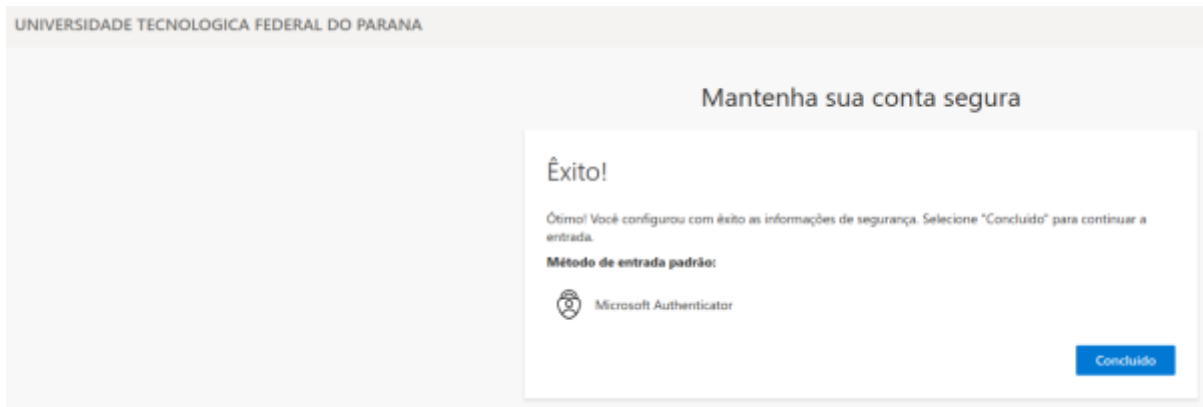 UNIVERSIDADE TECNOLOGICA FEDERAL DO PARANA
Mantenha sua conta segura
Êxito!
Ótimo! Você configurou com êxito as informações de segurança. Selecione "Concluído" para continuar a
entrada.
Método de entrada padrão:
Microsoft Authenticator
Concluído